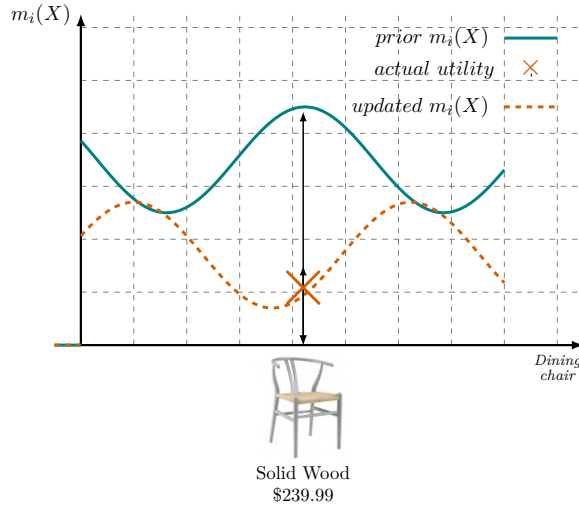 m_i(X)
prior m_i(X)
actual utility
updated m_i(X)
Dining
chair
Solid Wood
$239.99